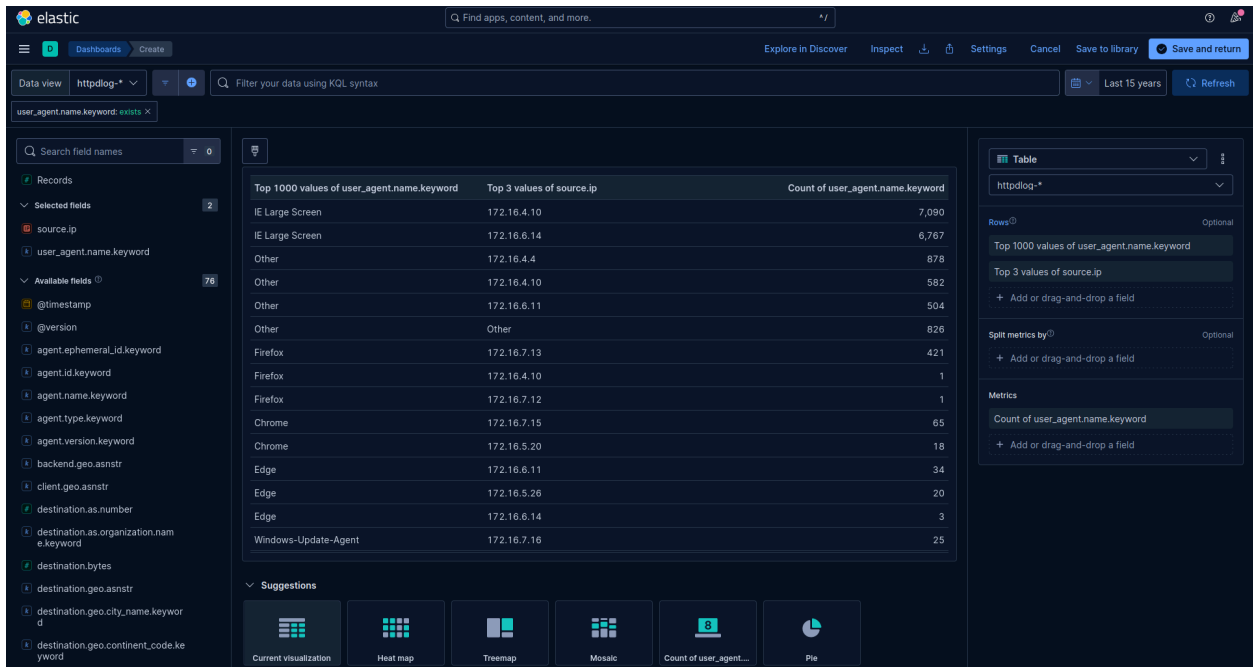 elastic
Find apps, content, and more. ^/
D Dashboards Create
Explore in Discover Inspect Settings Cancel Save to library Save and return
Data view httpdlog-* Filter your data using KQL syntax Last 15 years Refresh
user_agent.name.keyword: exists ×
Search field names 0
Records
Selected fields 2
source.ip
user_agent.name.keyword
Available fields 76
@timestamp
@version
agent.ephemeral_id.keyword
agent.id.keyword
agent.name.keyword
agent.type.keyword
agent.version.keyword
backend.geo.asnstr
client.geo.asnstr
destination.as.number
destination.as.organization.nam
e.keyword
destination.bytes
destination.geo.asnstr
destination.geo.city_name.keywor
d
destination.geo.continent_code.ke
yword
Top 1000 values of user_agent.name.keyword Top 3 values of source.ip Count of user_agent.name.keyword
IE Large Screen 172.16.4.10 7,090
IE Large Screen 172.16.6.14 6,767
Other 172.16.4.4 878
Other 172.16.4.10 582
Other 172.16.6.11 504
Other Other 826
Firefox 172.16.7.13 421
Firefox 172.16.4.10 1
Firefox 172.16.7.12 1
Chrome 172.16.7.15 65
Chrome 172.16.5.20 18
Edge 172.16.6.11 34
Edge 172.16.5.26 20
Edge 172.16.6.14 3
Windows-Update-Agent 172.16.7.16 25
Suggestions
Current visualization
Heat map
Treemap
Mosaic
8
Count of user_agent....
Pie
Table
httpdlog-*
Rows Optional
Top 1000 values of user_agent.name.keyword
Top 3 values of source.ip
+ Add or drag-and-drop a field
Split metrics by Optional
+ Add or drag-and-drop a field
Metrics
Count of user_agent.name.keyword
+ Add or drag-and-drop a field